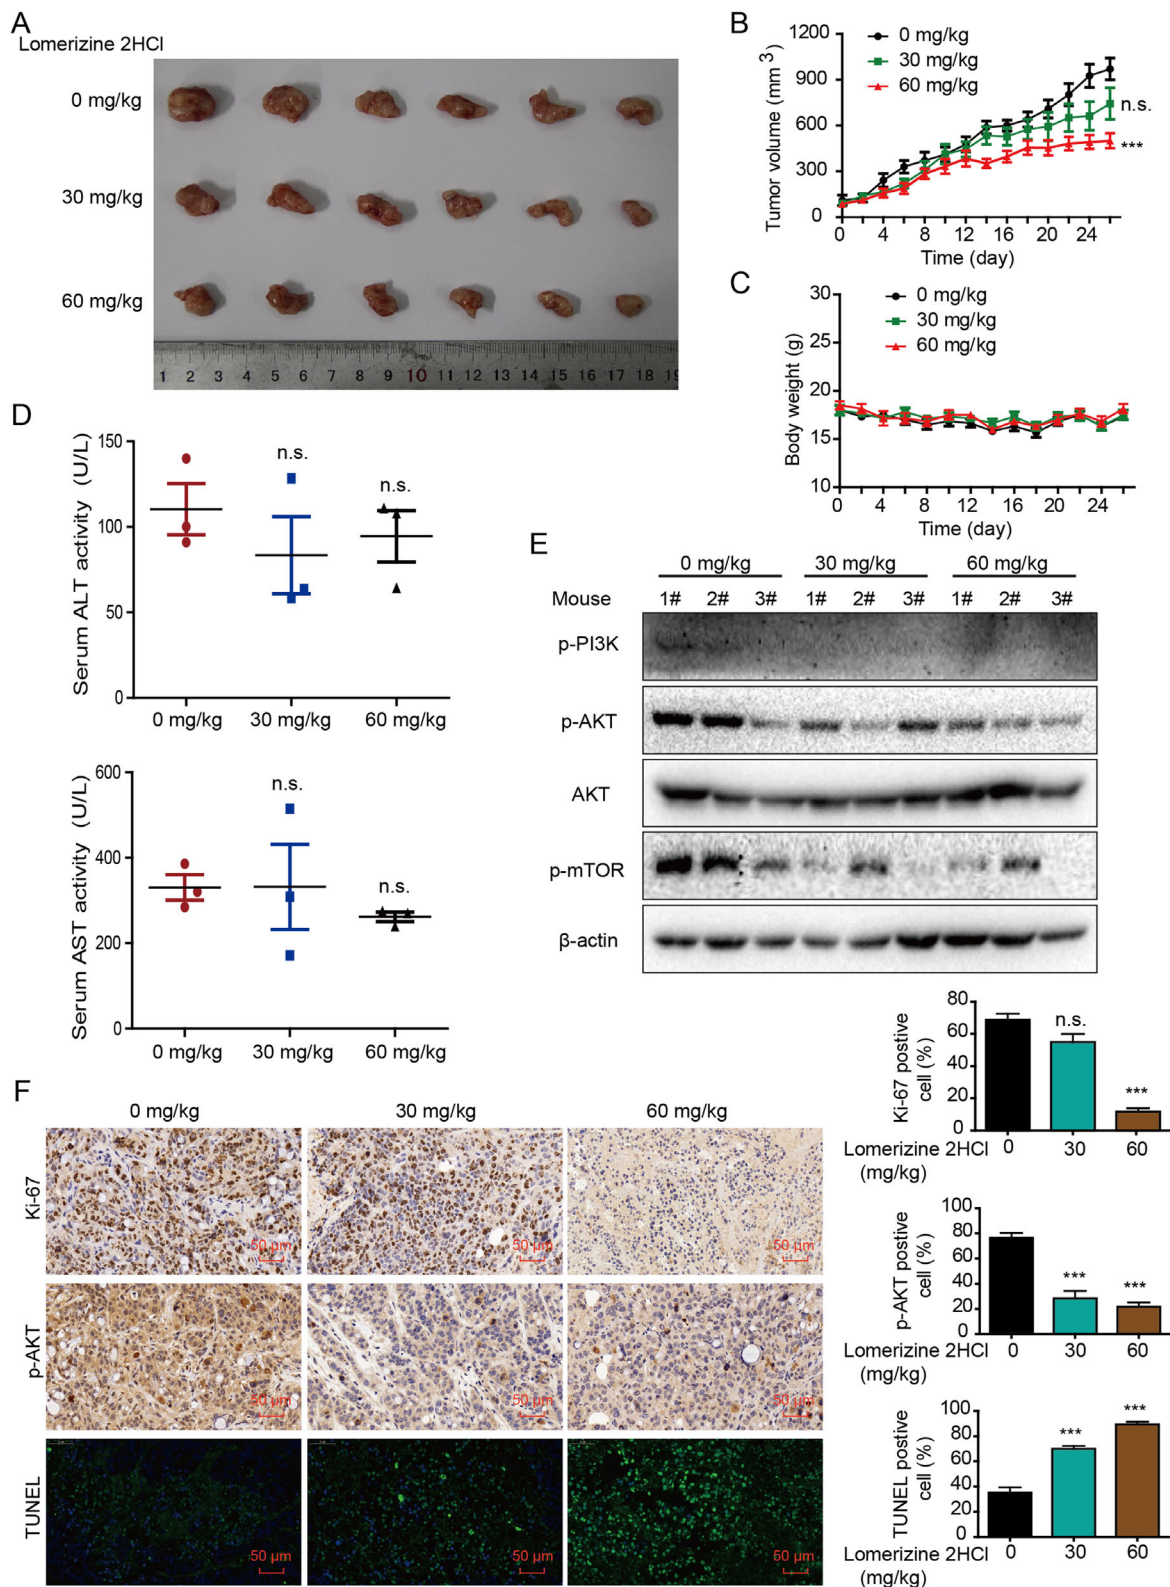 A
Lomerizine 2HCl
0 mg/kg
30 mg/kg
60 mg/kg
1 2 3 4 5 6 7 8 9 10 11 12 13 14 15 16 17 18 19
B
Tumor volume (mm 3)
1200
900
600
300
0
0 mg/kg
30 mg/kg
60 mg/kg
n.s.
***
0 4 8 12 16 20 24
Time (day)
C
Body weight (g)
30
25
20
15
10
0 mg/kg
30 mg/kg
60 mg/kg
0 4 8 12 16 20 24
Time (day)
D
Serum ALT activity (U/L)
150
100
50
0
n.s.
n.s.
0 mg/kg 30 mg/kg 60 mg/kg
Serum AST activity (U/L)
600
400
200
0
n.s.
n.s.
0 mg/kg 30 mg/kg 60 mg/kg
E
0 mg/kg 30 mg/kg 60 mg/kg
Mouse 1# 2# 3# 1# 2# 3# 1# 2# 3#
p-PI3K
p-AKT
AKT
p-mTOR
β-actin
F
0 mg/kg 30 mg/kg 60 mg/kg
Ki-67
50 μm 50 μm 50 μm
p-AKT
50 μm 50 μm 50 μm
TUNEL
50 μm 50 μm 50 μm
Ki-67 postive
cell (%)
80
60
40
20
0
n.s.
***
Lomerizine 2HCl 0 30 60
(mg/kg)
p-AKT postive
cell (%)
100
80
60
40
20
0
***
***
Lomerizine 2HCl 0 30 60
(mg/kg)
TUNEL postive
cell (%)
100
80
60
40
20
0
***
***
Lomerizine 2HCl 0 30 60
(mg/kg)